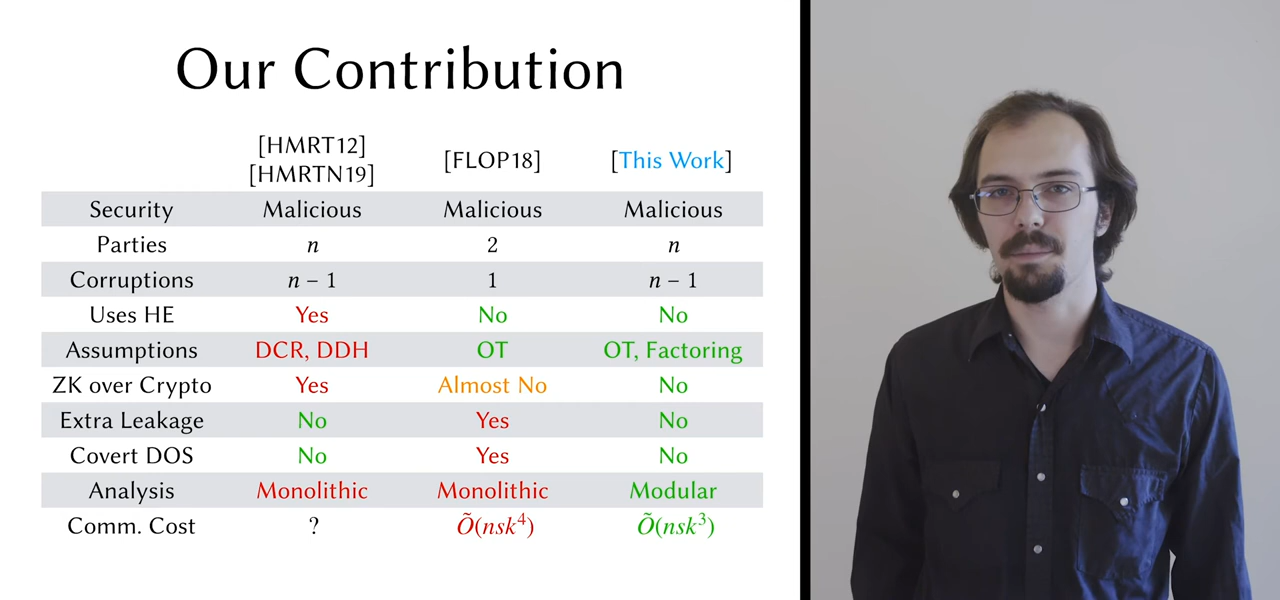 Our Contribution
[HMRT12]
[HMRTN19] [FLOP18] [This Work]
Security Malicious Malicious Malicious
Parties n 2 n
Corruptions n − 1 1 n − 1
Uses HE Yes No No
Assumptions DCR, DDH OT OT, Factoring
ZK over Crypto Yes Almost No No
Extra Leakage No Yes No
Covert DOS No Yes No
Analysis Monolithic Monolithic Modular
Comm. Cost ? Õ(nsk⁴) Õ(nsk³)